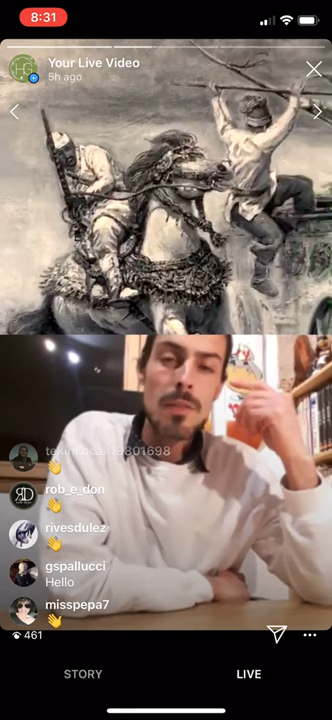 8:31
Your Live Video
5h ago
rob_e_don
rivesdulez
gspallucci
Hello
misspepa7
461
STORY
LIVE